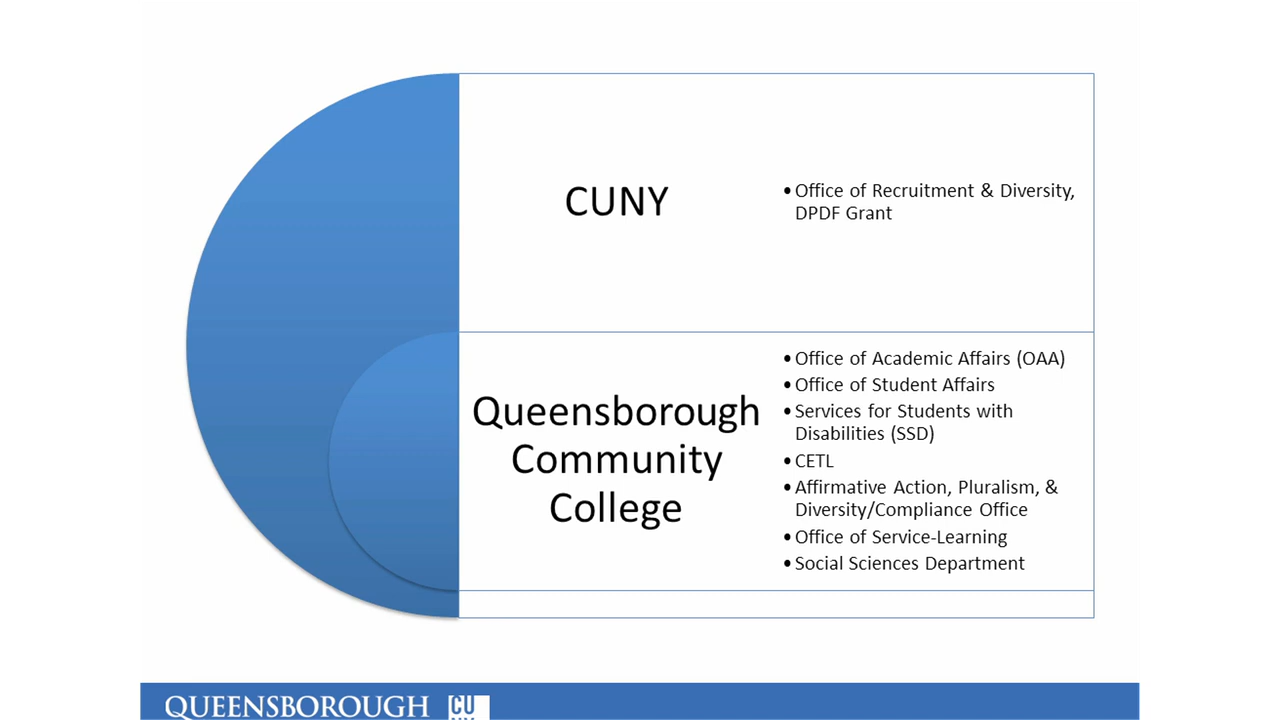 CUNY
• Office of Recruitment & Diversity,
DPDF Grant
Queensborough
Community
College
• Office of Academic Affairs (OAA)
• Office of Student Affairs
• Services for Students with
Disabilities (SSD)
• CETL
• Affirmative Action, Pluralism, &
Diversity/Compliance Office
• Office of Service-Learning
• Social Sciences Department
QUEENSBOROUGH
CU